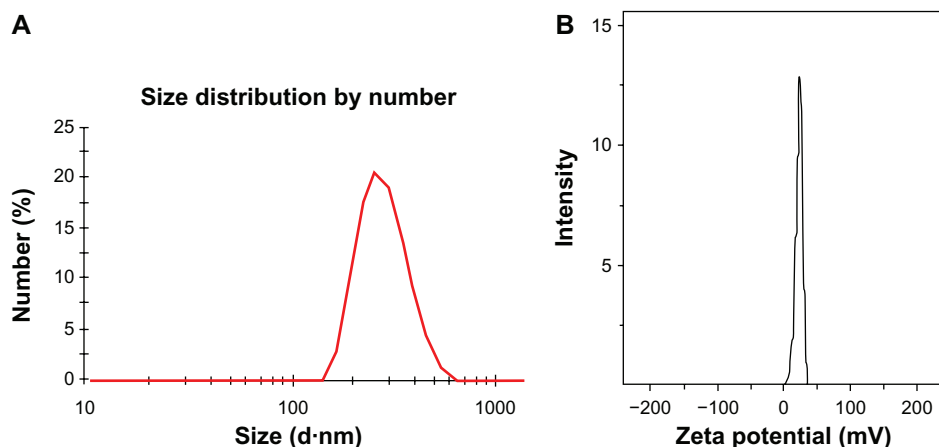 A
Size distribution by number
Number (%)
25
20
15
10
5
0
10
100
1000
Size (d·nm)
B
Intensity
15
10
5
−200
−100
0
100
200
Zeta potential (mV)